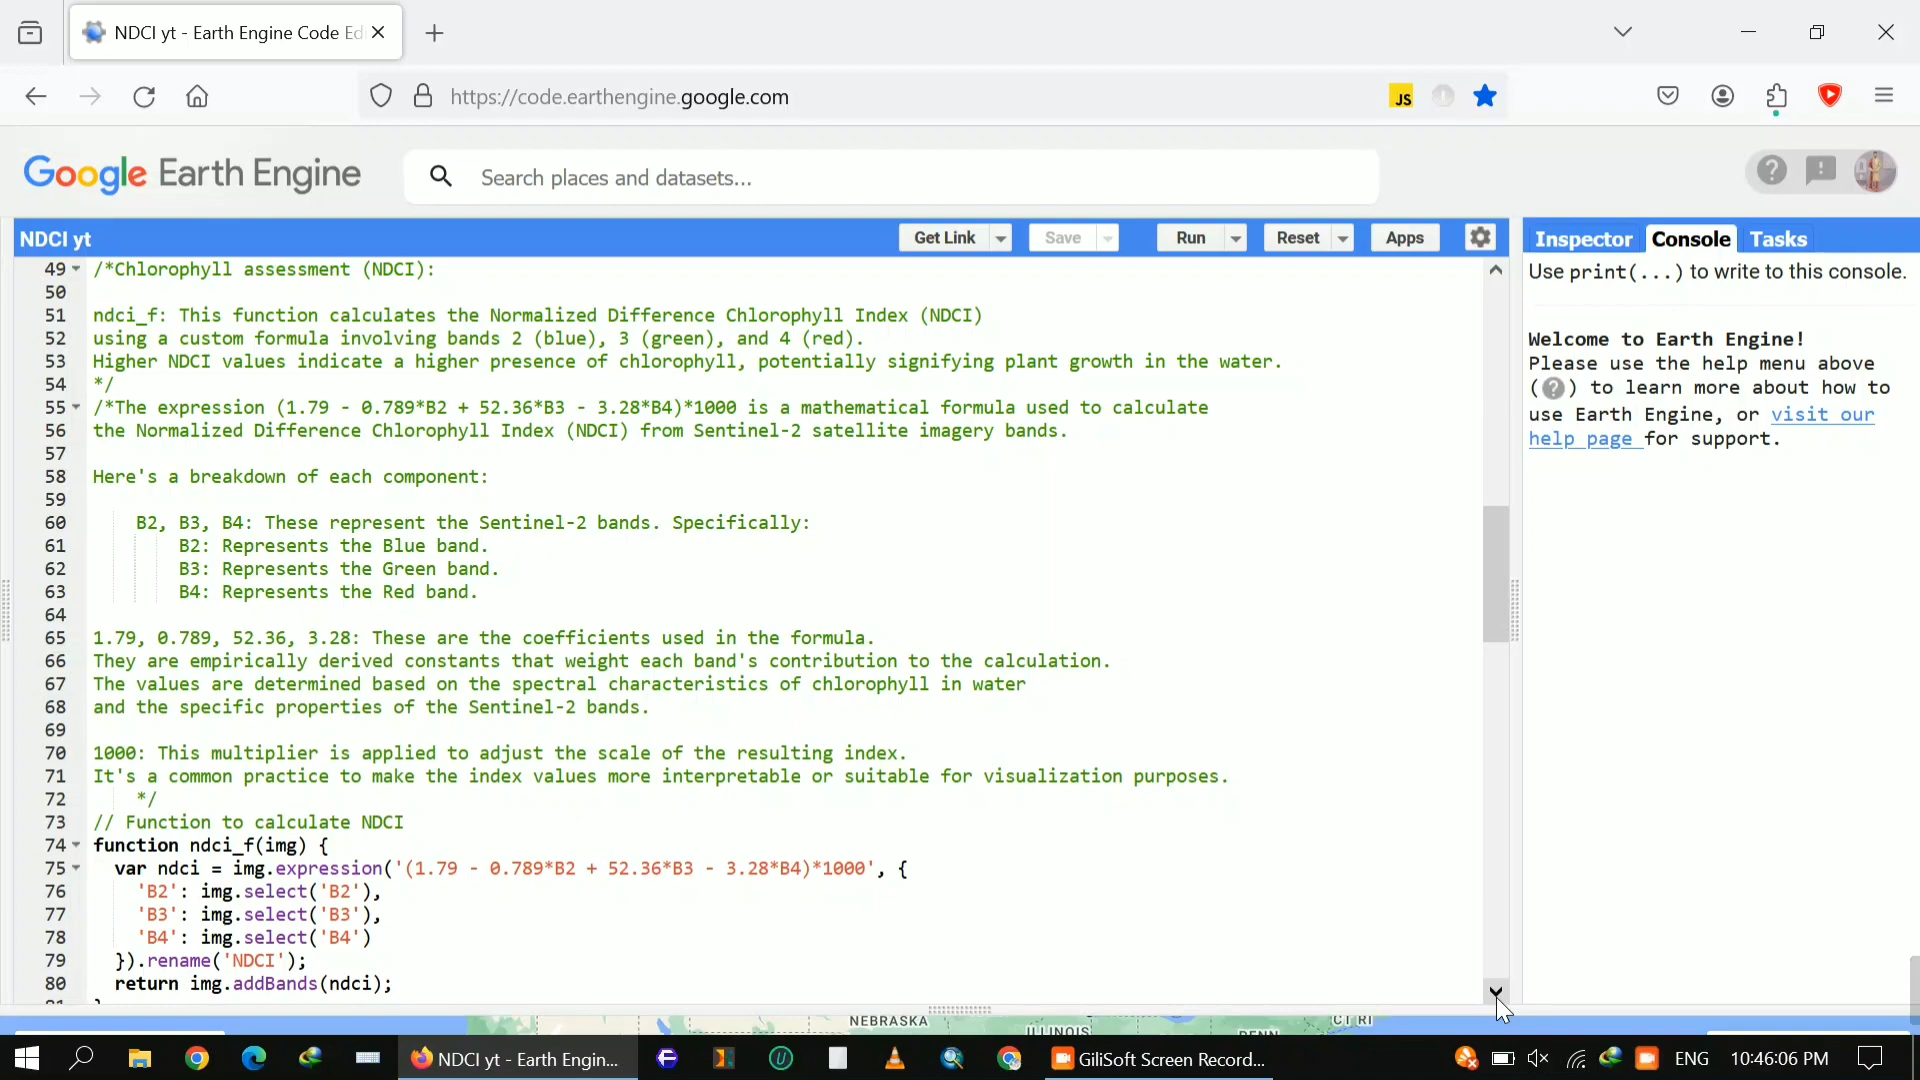 NDCI yt - Earth Engine Code Ed
https://code.earthengine.google.com
JS
Google Earth Engine
Search places and datasets...
NDCI yt
Get Link
Save
Run
Reset
Apps
Inspector
Console
Tasks
49 /*Chlorophyll assessment (NDCI):
50
51 ndci_f: This function calculates the Normalized Difference Chlorophyll Index (NDCI)
52 using a custom formula involving bands 2 (blue), 3 (green), and 4 (red).
53 Higher NDCI values indicate a higher presence of chlorophyll, potentially signifying plant growth in the water.
54 */
55 /*The expression (1.79 - 0.789*B2 + 52.36*B3 - 3.28*B4)*1000 is a mathematical formula used to calculate
56 the Normalized Difference Chlorophyll Index (NDCI) from Sentinel-2 satellite imagery bands.
57
58 Here's a breakdown of each component:
59
60 B2, B3, B4: These represent the Sentinel-2 bands. Specifically:
61 B2: Represents the Blue band.
62 B3: Represents the Green band.
63 B4: Represents the Red band.
64
65 1.79, 0.789, 52.36, 3.28: These are the coefficients used in the formula.
66 They are empirically derived constants that weight each band's contribution to the calculation.
67 The values are determined based on the spectral characteristics of chlorophyll in water
68 and the specific properties of the Sentinel-2 bands.
69
70 1000: This multiplier is applied to adjust the scale of the resulting index.
71 It's a common practice to make the index values more interpretable or suitable for visualization purposes.
72 */
73 // Function to calculate NDCI
74 function ndci_f(img) {
75 var ndci = img.expression('(1.79 - 0.789*B2 + 52.36*B3 - 3.28*B4)*1000', {
76 'B2': img.select('B2'),
77 'B3': img.select('B3'),
78 'B4': img.select('B4')
79 }).rename('NDCI');
80 return img.addBands(ndci);
Use print(...) to write to this console.
Welcome to Earth Engine!
Please use the help menu above
(?) to learn more about how to
use Earth Engine, or visit our
help page for support.
NEBRASKA
ILLINOIS
PENN
CT RI
NDCI yt - Earth Engin...
GiliSoft Screen Record...
ENG
10:46:06 PM